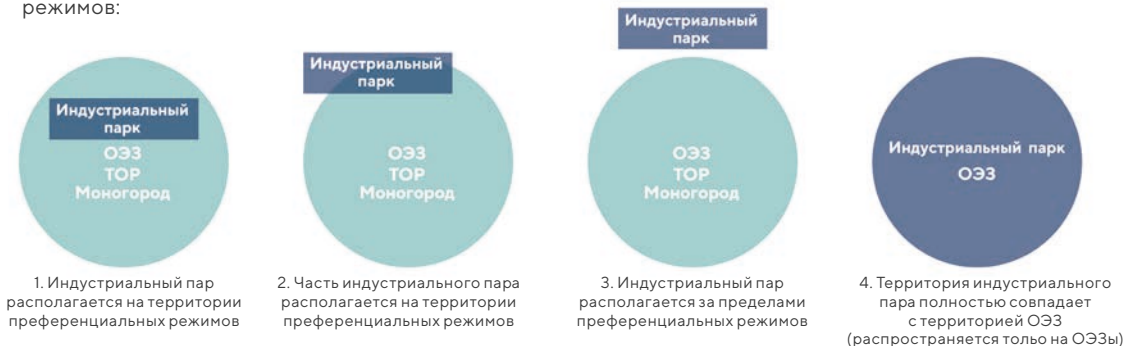 режимов:
Индустриальный
парк
ОЭЗ
ТОР
Моногород
1. Индустриальный пар
располагается на территории
преференциальных режимов
Индустриальный
парк
ОЭЗ
ТОР
Моногород
2. Часть индустриального пара
располагается на территории
преференциальных режимов
Индустриальный
парк
ОЭЗ
ТОР
Моногород
3. Индустриальный пар
располагается за пределами
преференциальных режимов
Индустриальный парк
ОЭЗ
4. Территория индустриального
пара полностью совпадает
с территорией ОЭЗ
(распространяется тольо на ОЭЗы)